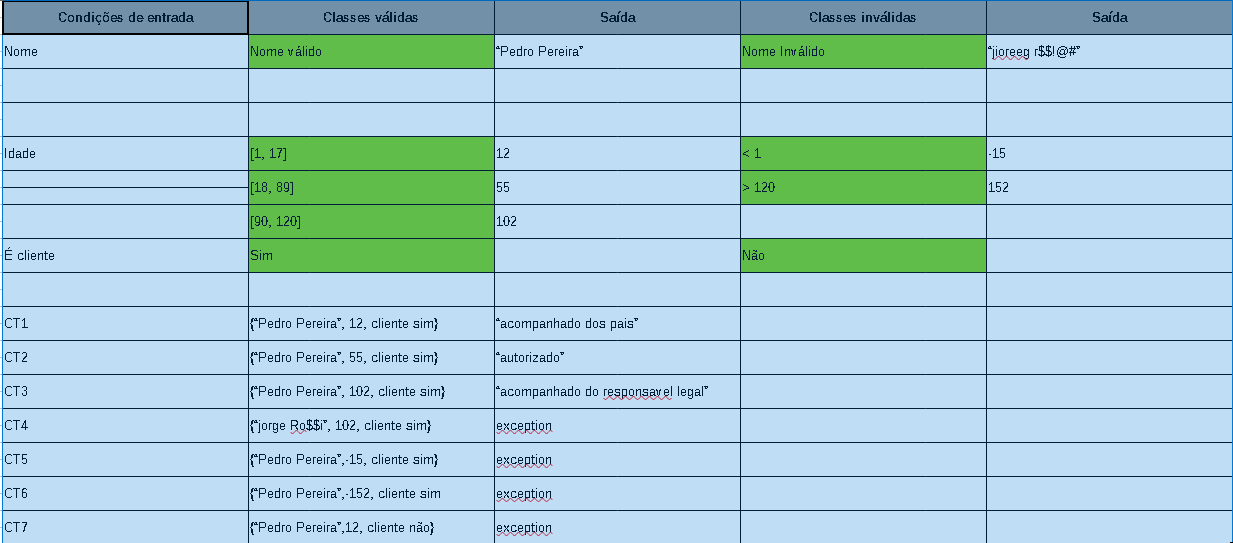 Condições de entrada Classes válidas Saída Classes inválidas Saída
Nome Nome válido “Pedro Pereira” Nome Inválido “jioreeg r$$!@#”
Idade [1, 17] 12 < 1 -15
[18, 89] 55 > 120 152
[90, 120] 102
É cliente Sim Não
CT1 {“Pedro Pereira”, 12, cliente sim} “acompanhado dos pais”
CT2 {“Pedro Pereira”, 55, cliente sim} “autorizado”
CT3 {“Pedro Pereira”, 102, cliente sim} “acompanhado do responsavel legal”
CT4 {“jorge Ro$$i”, 102, cliente sim} exception
CT5 {“Pedro Pereira”,-15, cliente sim} exception
CT6 {“Pedro Pereira”,-152, cliente sim exception
CT7 {“Pedro Pereira”,12, cliente não} exception